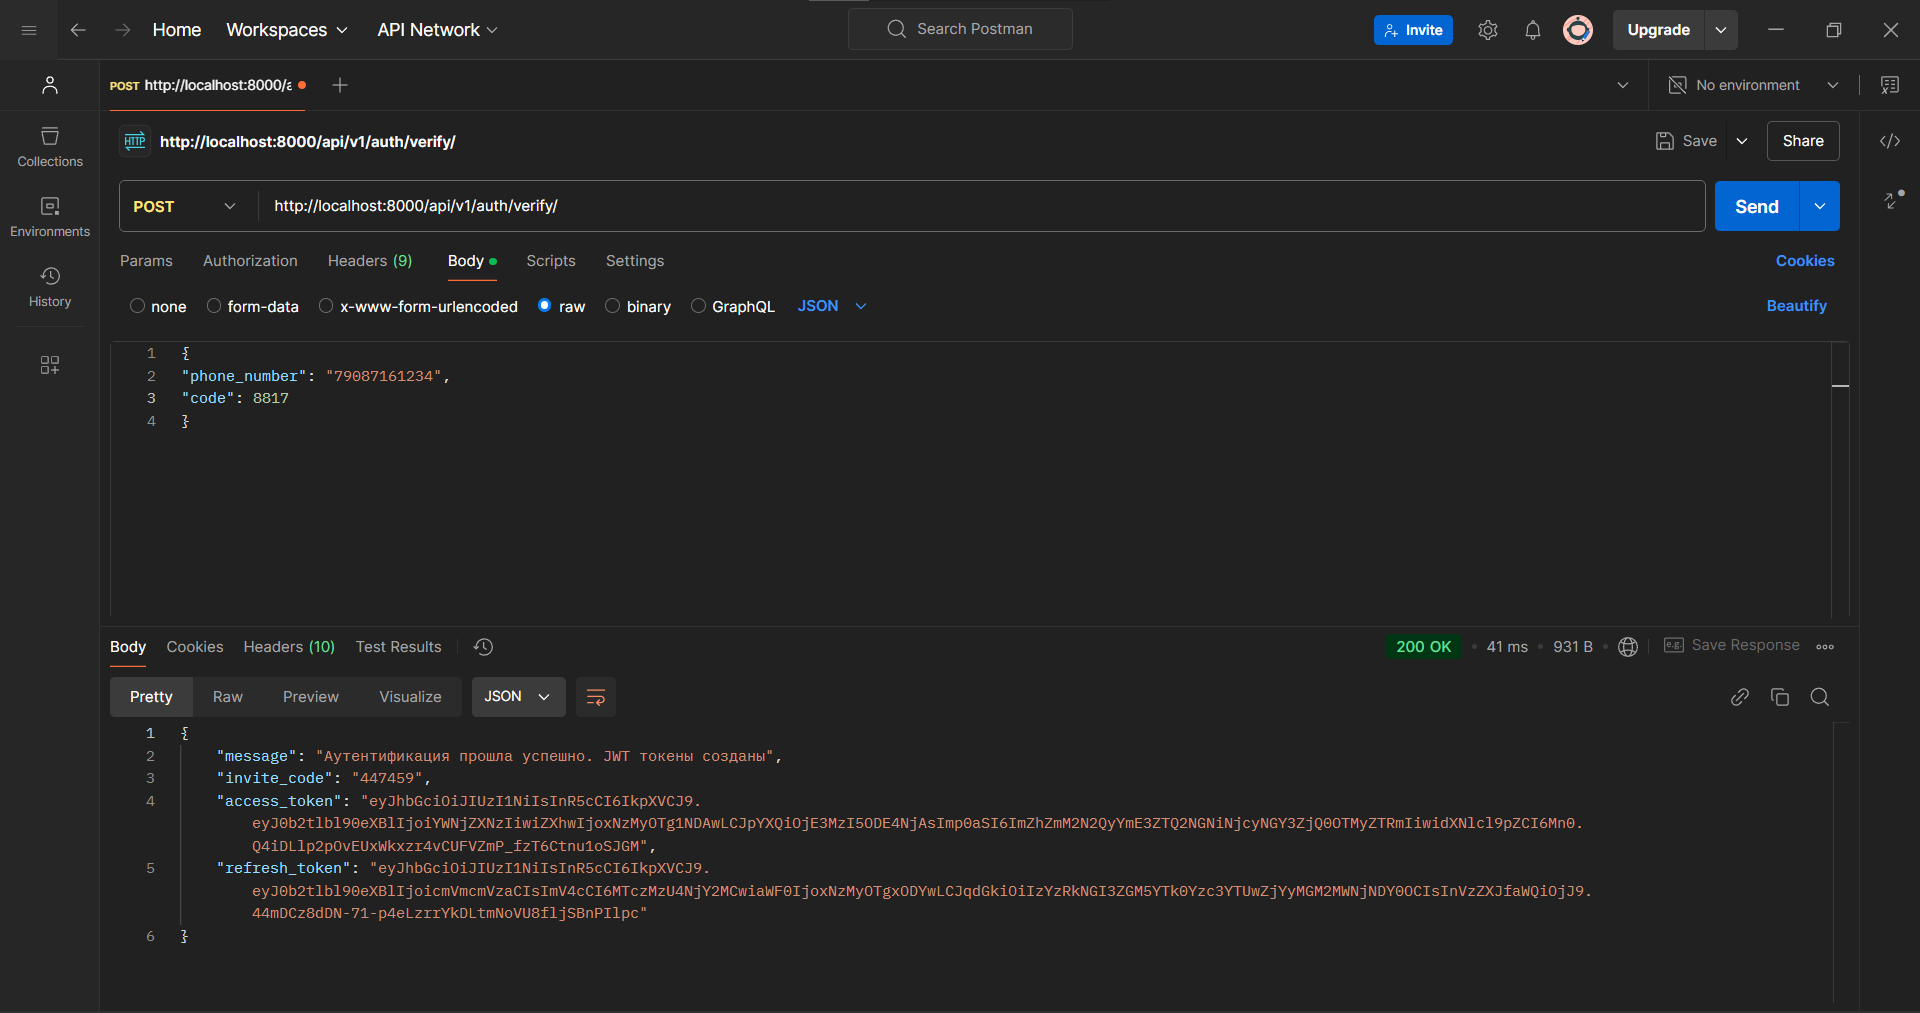 Home
Workspaces
API Network
Search Postman
Invite
Upgrade
POST http://localhost:8000/a
No environment
Collections
Environments
History
HTTP http://localhost:8000/api/v1/auth/verify/
Save
Share
POST
http://localhost:8000/api/v1/auth/verify/
Send
Params
Authorization
Headers (9)
Body
Scripts
Settings
Cookies
none
form-data
x-www-form-urlencoded
raw
binary
GraphQL
JSON
Beautify
1 {
2 "phone_number": "79087161234",
3 "code": 8817
4 }
Body
Cookies
Headers (10)
Test Results
200 OK
41 ms
931 B
e.g.
Save Response
Pretty
Raw
Preview
Visualize
JSON
1 {
2 "message": "Аутентификация прошла успешно. JWT токены созданы",
3 "invite_code": "447459",
4 "access_token": "eyJhbGciOiJIUzI1NiIsInR5cCI6IkpXVCJ9.
eyJ0b2tlbl90eXBlIjoiYWNjZXNzIiwiZXhwIjoxNzMyOTg1NDAwLCJpYXQiOjE3MzI5ODE4NjAsImp0aSI6ImZhZmM2N2QyYmE3ZTQ2NGNiNjcyNGY3ZjQ0OTMyZTRmIiwidXNlcl9pZCI6Mn0.
Q4iDLlp2pOvEUxWkxzr4vCUFVZmP_fzT6Ctnu1oSJGM",
5 "refresh_token": "eyJhbGciOiJIUzI1NiIsInR5cCI6IkpXVCJ9.
eyJ0b2tlbl90eXBlIjoicmVmcmVzaCIsImV4cCI6MTczMzU4NjY2MCwiaWF0IjoxNzMyOTgxODYwLCJqdGkiOiIzYzRkNGI3ZGM5YTk0Yzc3YTUwZjYyMGM2MWNjNDY0OCIsInVzZXJfaWQiOjJ9.
44mDCz8dDN-71-p4eLzrrYkDLtmNoVU8fljSBnPIlpc"
6 }